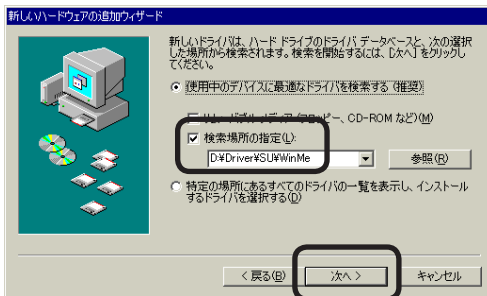 新しいハードウェアの追加ウィザード
新しいドライバは、ハード ドライブのドライバ データベースと、次の選択
した場所から検索されます。検索を開始するには、[次へ] をクリックし
てください。
使用中のデバイスに最適なドライバを検索する (推奨)
リムーバブル メディア (フロッピー、CD-ROM など)(M)
検索場所の指定(L):
D:¥Driver¥SU¥WinMe
参照(R)
特定の場所にあるすべてのドライバの一覧を表示し、インストール
するドライバを選択する(D)
< 戻る(B)
次へ >
キャンセル